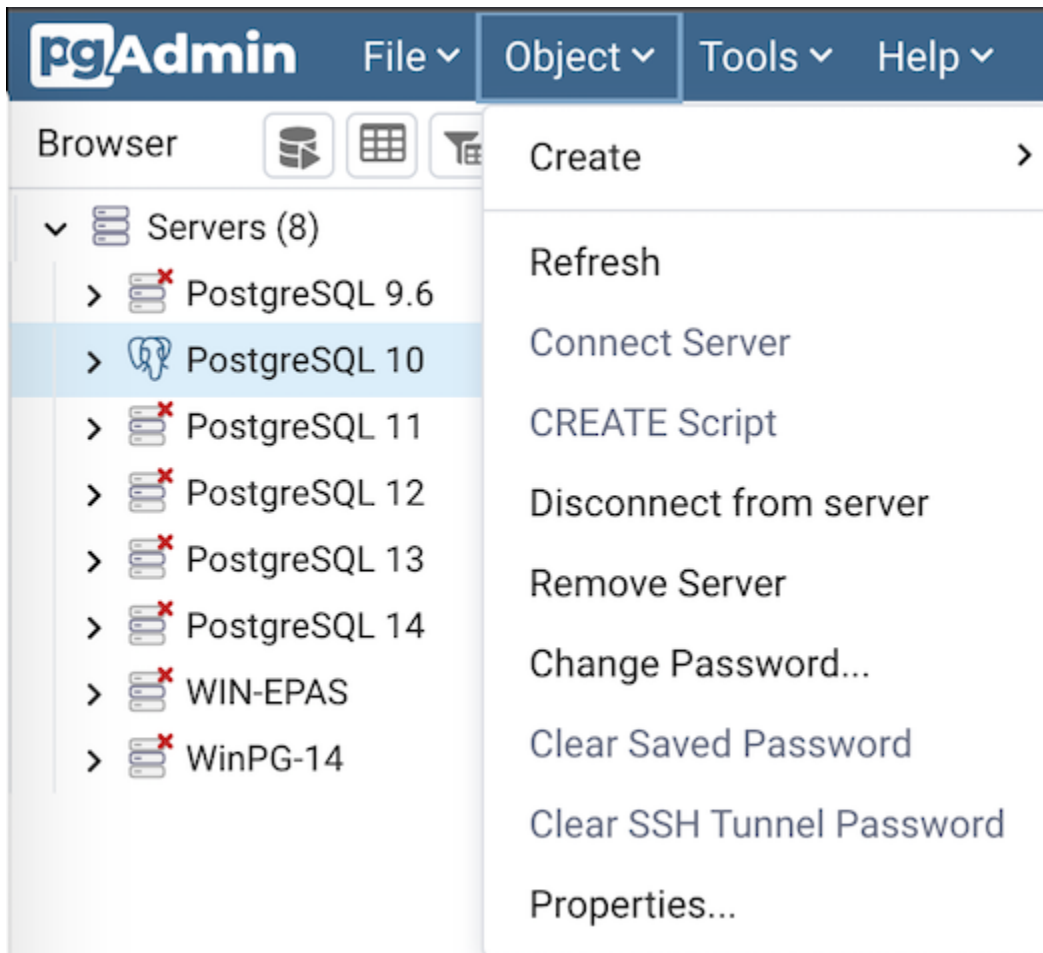 pgAdmin File Object Tools Help
Browser
Servers (8)
PostgreSQL 9.6
PostgreSQL 10
PostgreSQL 11
PostgreSQL 12
PostgreSQL 13
PostgreSQL 14
WIN-EPAS
WinPG-14
Create
Refresh
Connect Server
CREATE Script
Disconnect from server
Remove Server
Change Password...
Clear Saved Password
Clear SSH Tunnel Password
Properties...